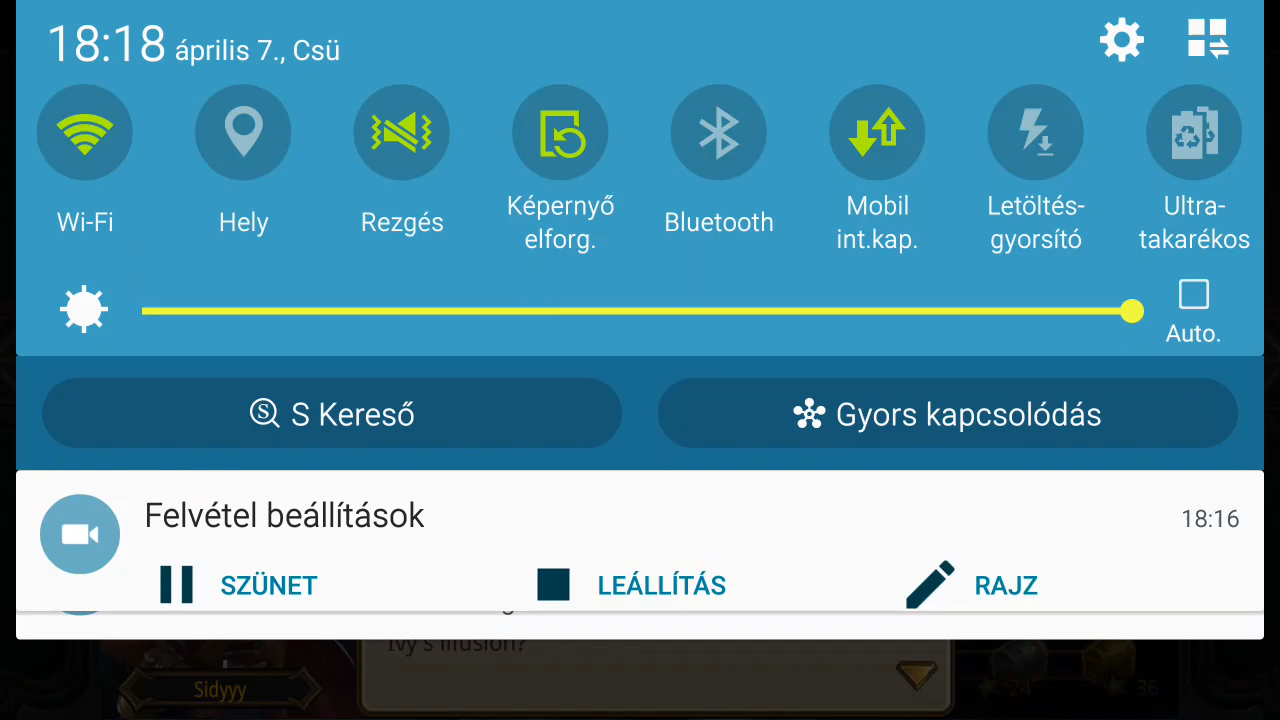 18:18 április 7., Csü
Wi-Fi
Hely
Rezgés
Képernyő
elforg.
Bluetooth
Mobil
int.kap.
Letöltés-
gyorsító
Ultra-
takarékos
Auto.
S Kereső
Gyors kapcsolódás
Felvétel beállítások
18:16
SZÜNET
LEÁLLÍTÁS
RAJZ
Ivy's illusion?
Sidyyy
24
36